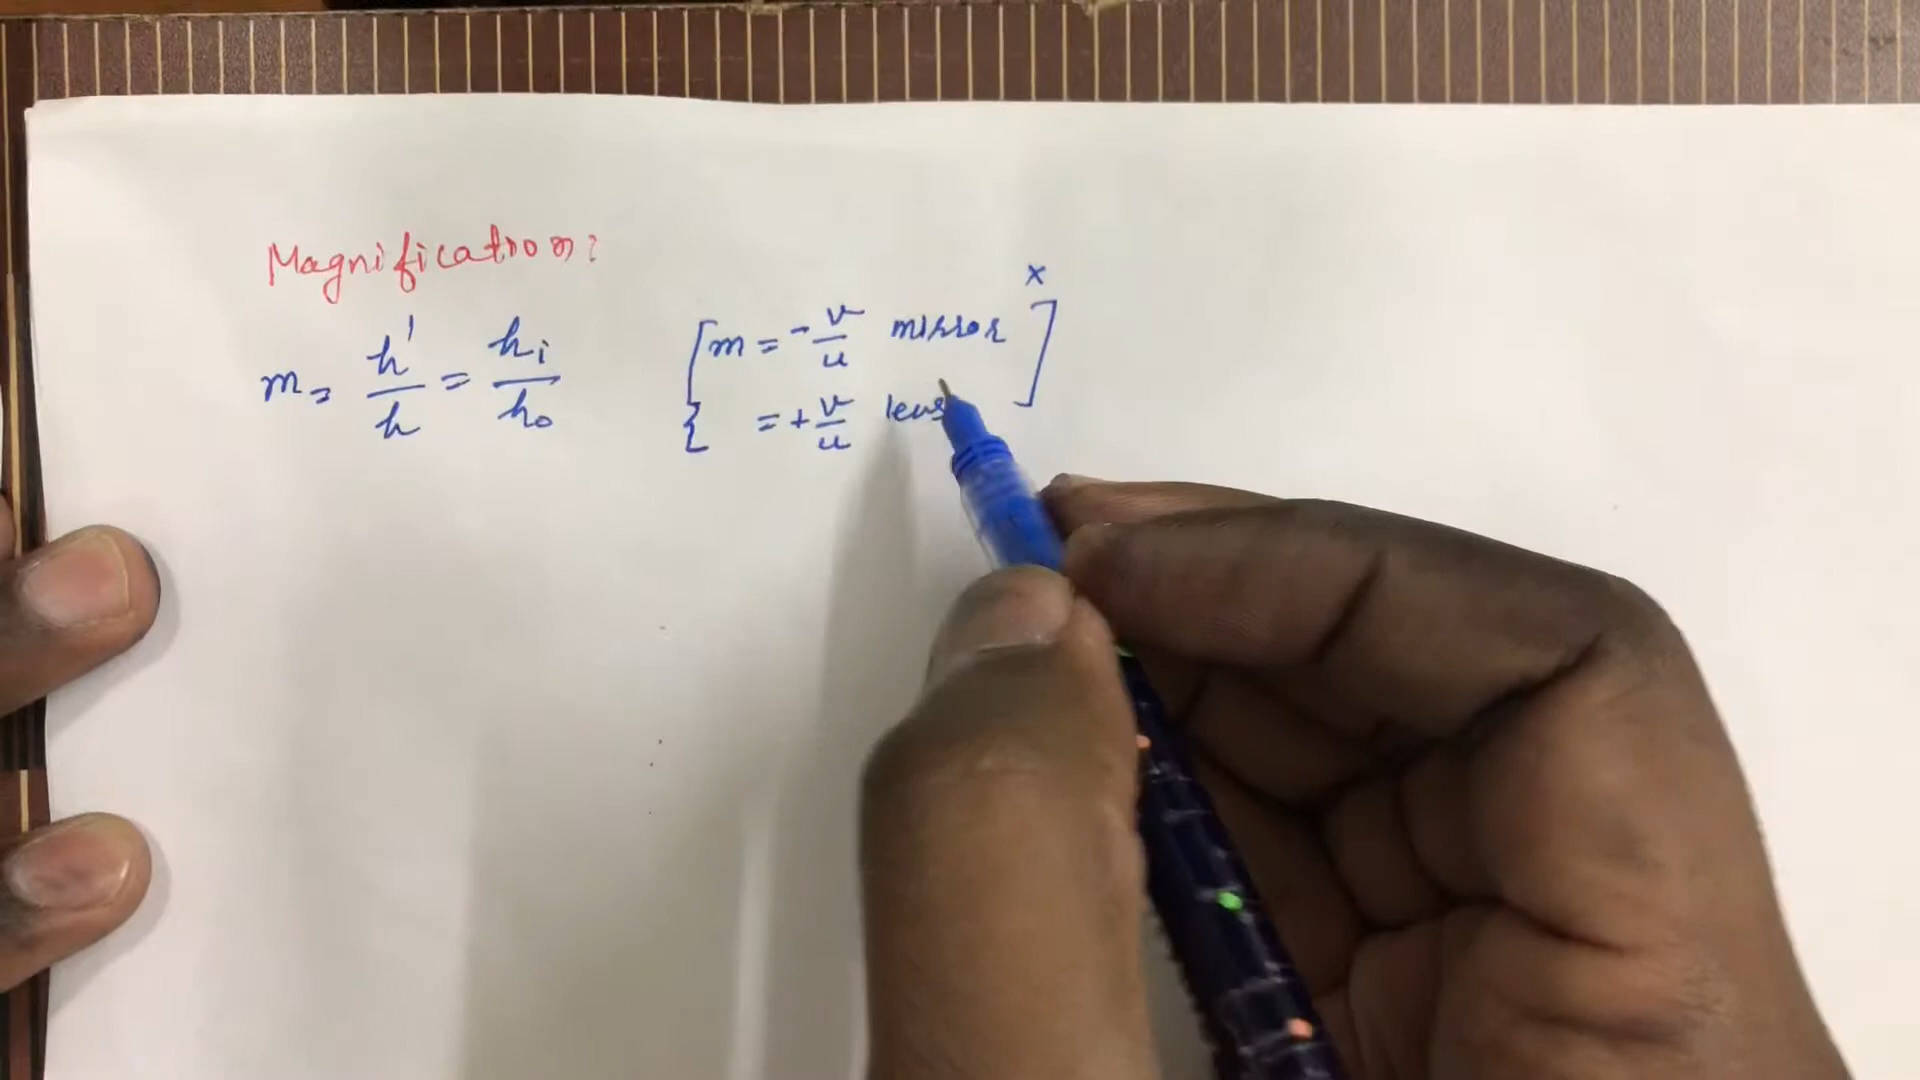 Magnification:
x
m = h'/h = hi/ho [m = -v/u mirror]
{ = +v/u lens